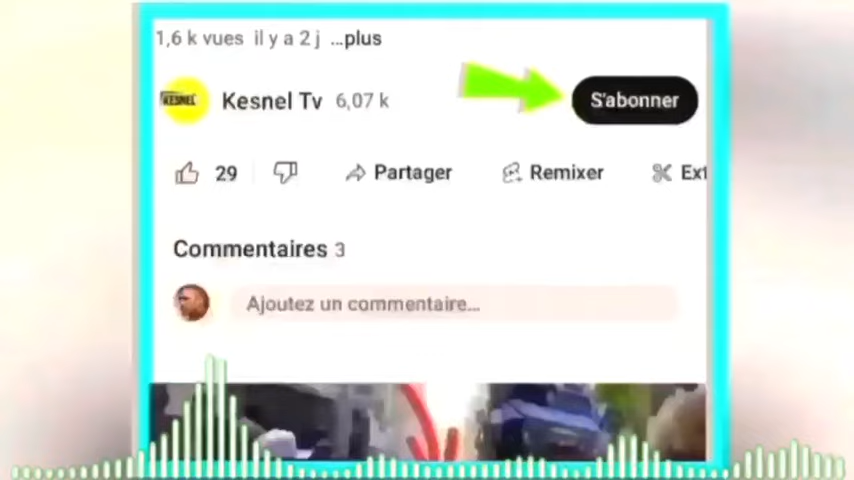 1,6 k vues il y a 2 j ...plus
KESNEL
Kesnel Tv 6,07 k
S'abonner
29
Partager
Remixer
Ext
Commentaires 3
Ajoutez un commentaire...